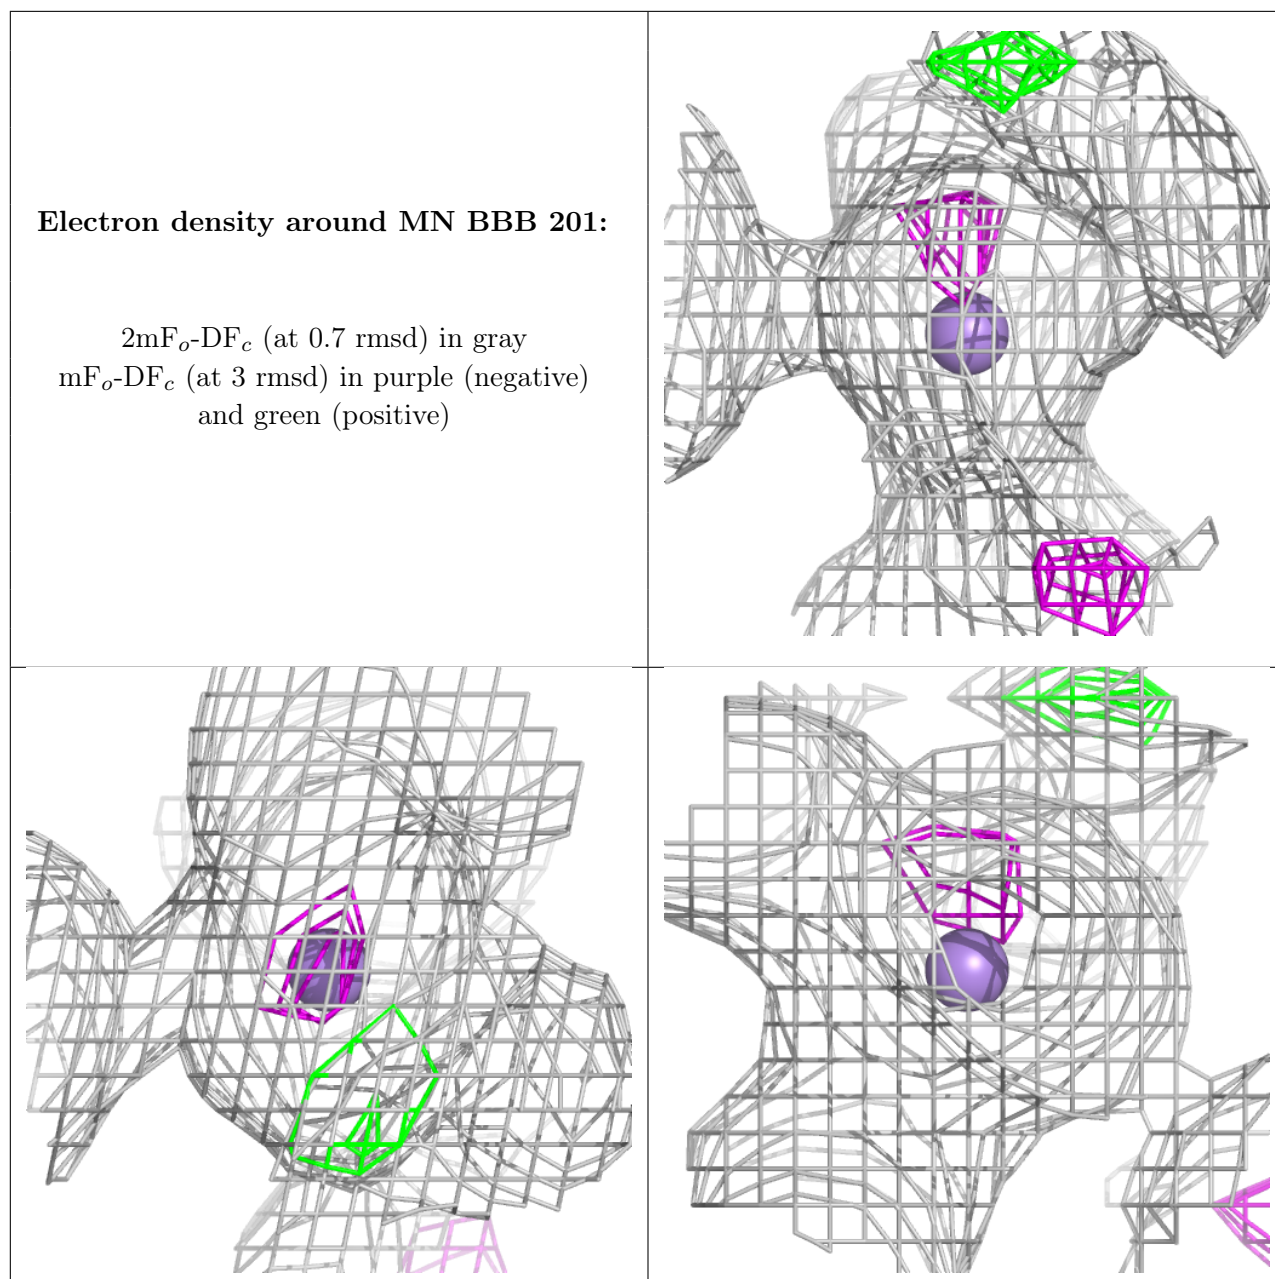 Electron density around MN BBB 201:
2mFo-DFc (at 0.7 rmsd) in gray
mFo-DFc (at 3 rmsd) in purple (negative)
and green (positive)